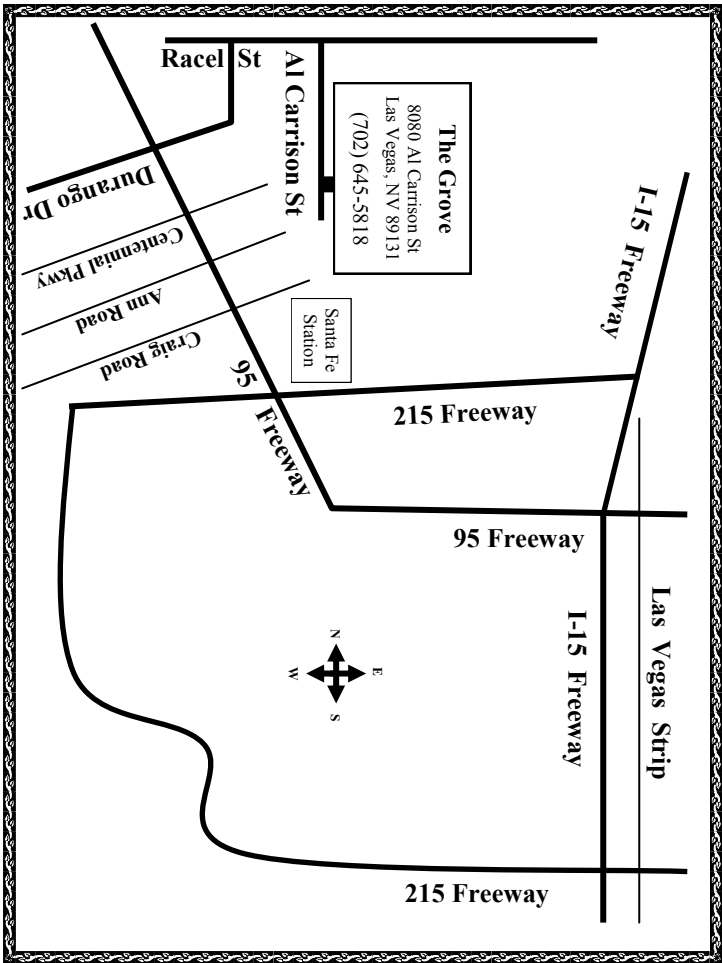 Racel St
Al Carrison St
The Grove
8080 Al Carrison St
Las Vegas, NV 89131
(702) 645-5818
I-15 Freeway
Durango Dr
Centennial Pkwy
Ann Road
Craig Road
Santa Fe
Station
95 Freeway
215 Freeway
95 Freeway
Las Vegas Strip
I-15 Freeway
N
E
W
S
215 Freeway